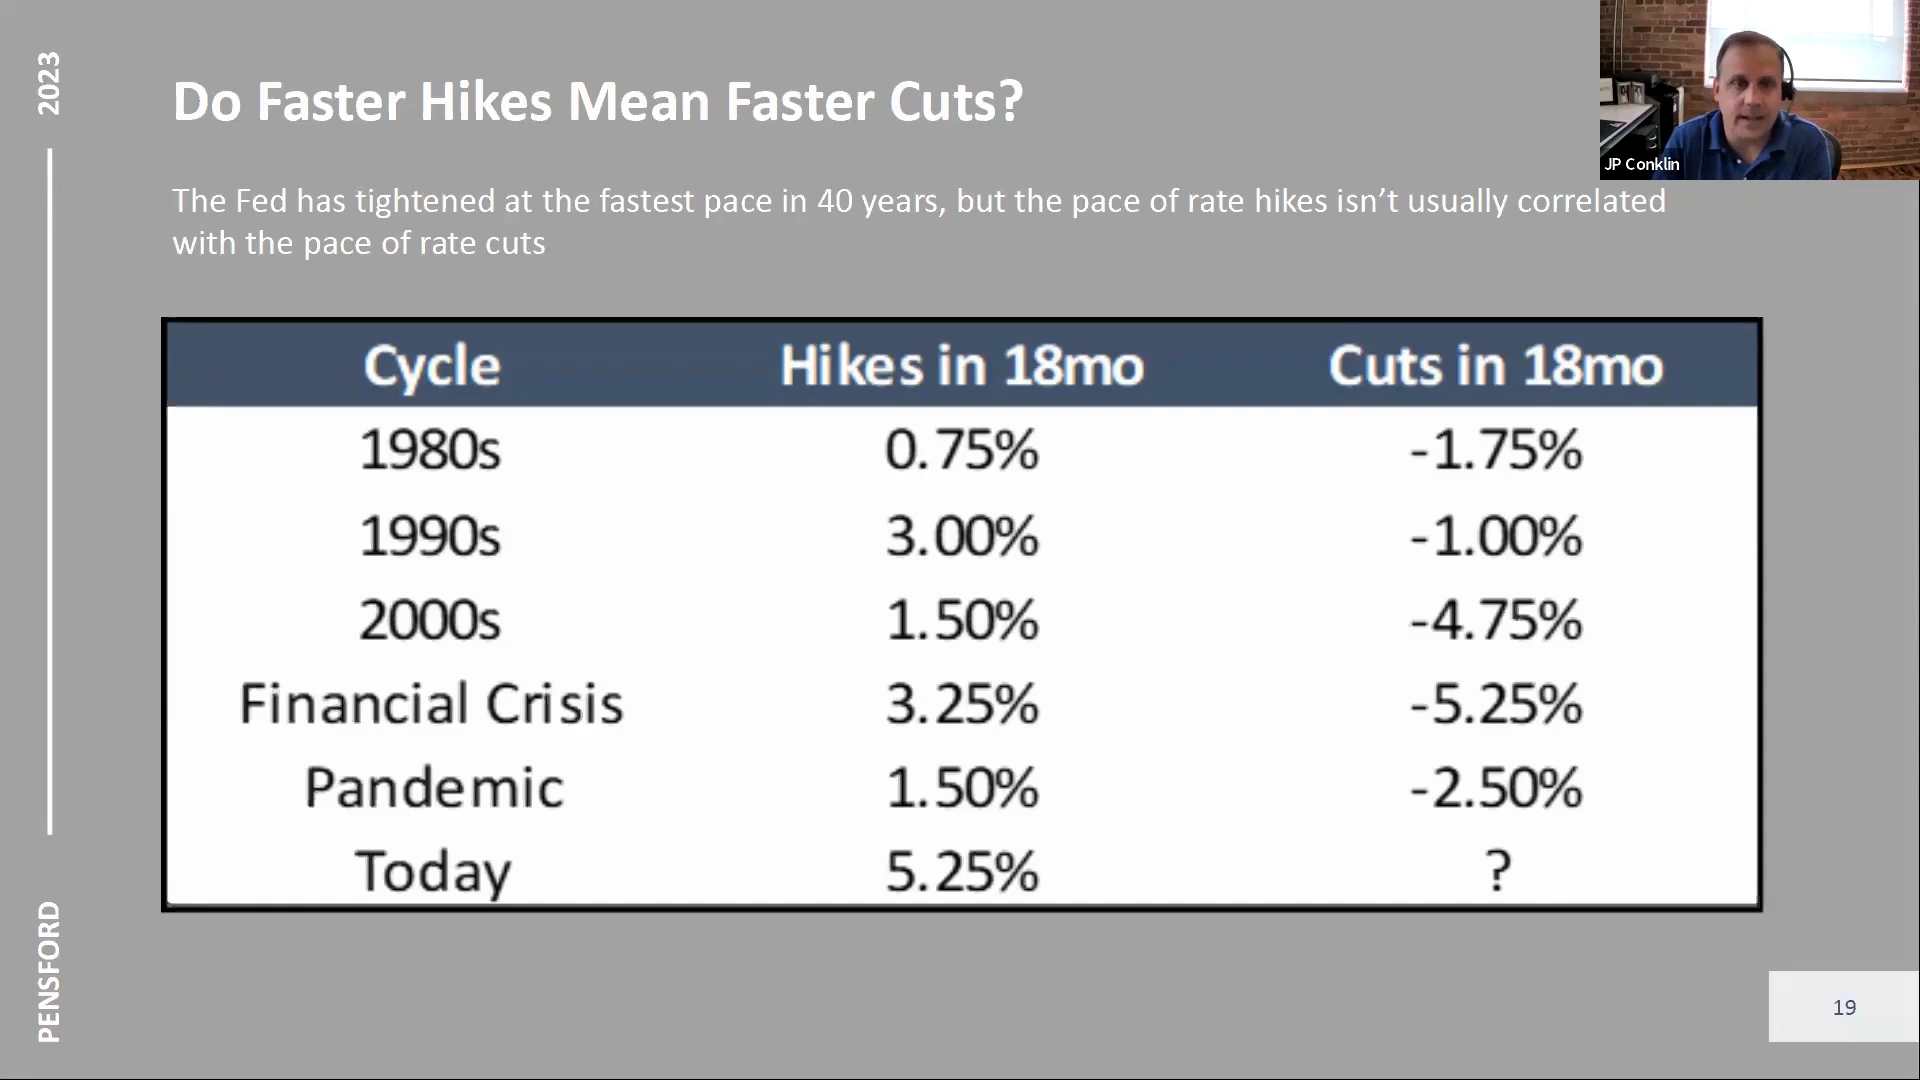 2023
Do Faster Hikes Mean Faster Cuts?
JP Conklin
The Fed has tightened at the fastest pace in 40 years, but the pace of rate hikes isn’t usually correlated
with the pace of rate cuts
Cycle Hikes in 18mo Cuts in 18mo
1980s 0.75% -1.75%
1990s 3.00% -1.00%
2000s 1.50% -4.75%
Financial Crisis 3.25% -5.25%
Pandemic 1.50% -2.50%
Today 5.25% ?
PENSFORD
19